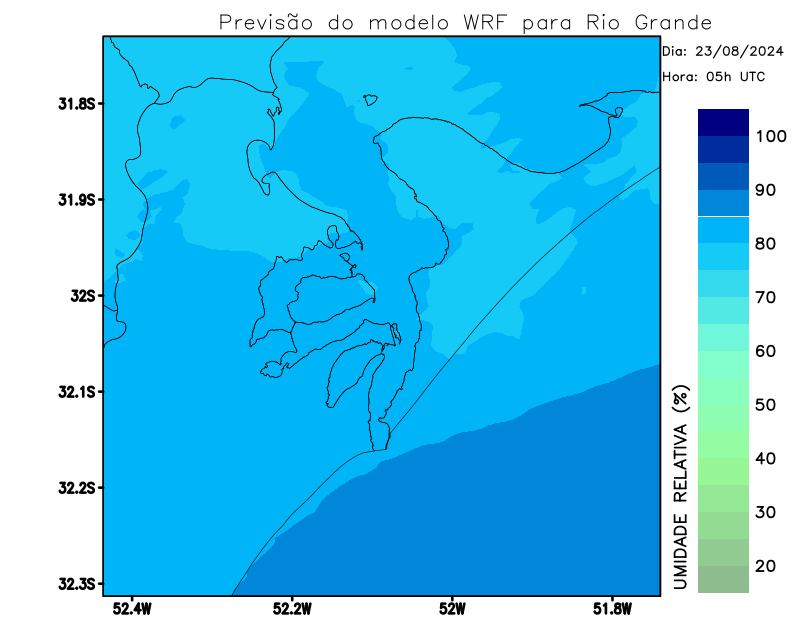 Previsão do modelo WRF para Rio Grande
Dia: 23/08/2024
Hora: 05h UTC
31.8S
31.9S
32S
32.1S
32.2S
32.3S
52.4W
52.2W
52W
51.8W
UMIDADE RELATIVA (%)
100
90
80
70
60
50
40
30
20